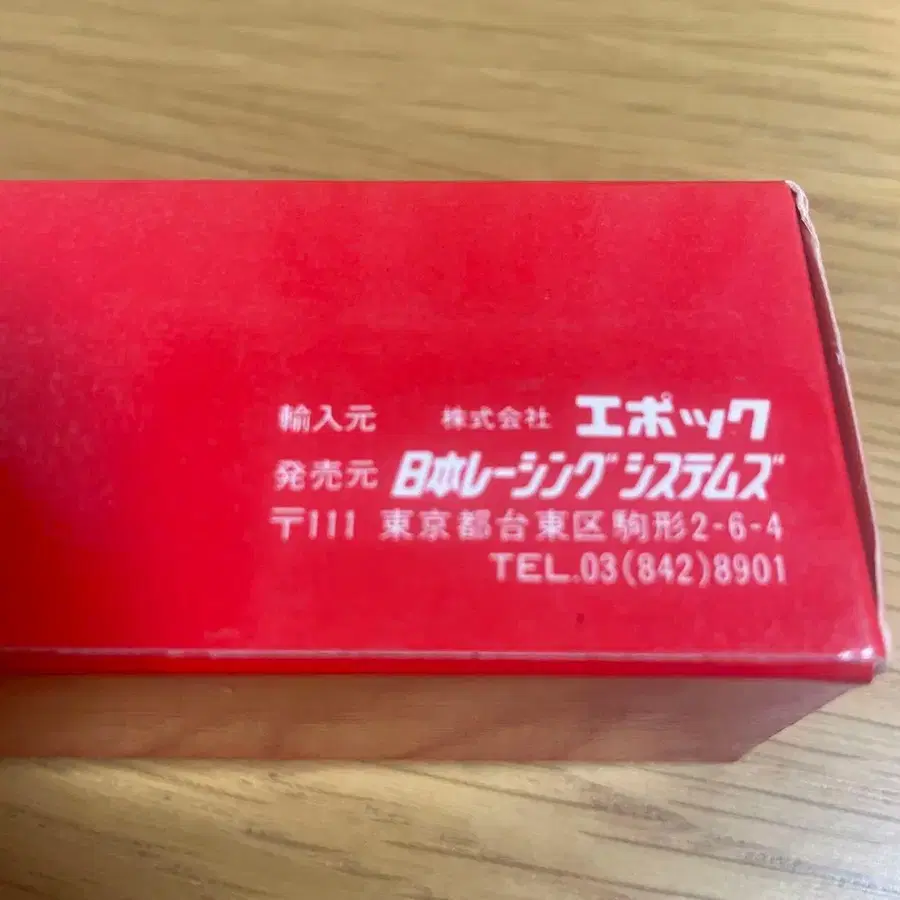 輸入元 株式会社 エポック
発売元 日本レーシングシステムズ
〒111 東京都台東区駒形2-6-4
TEL.03(842)8901